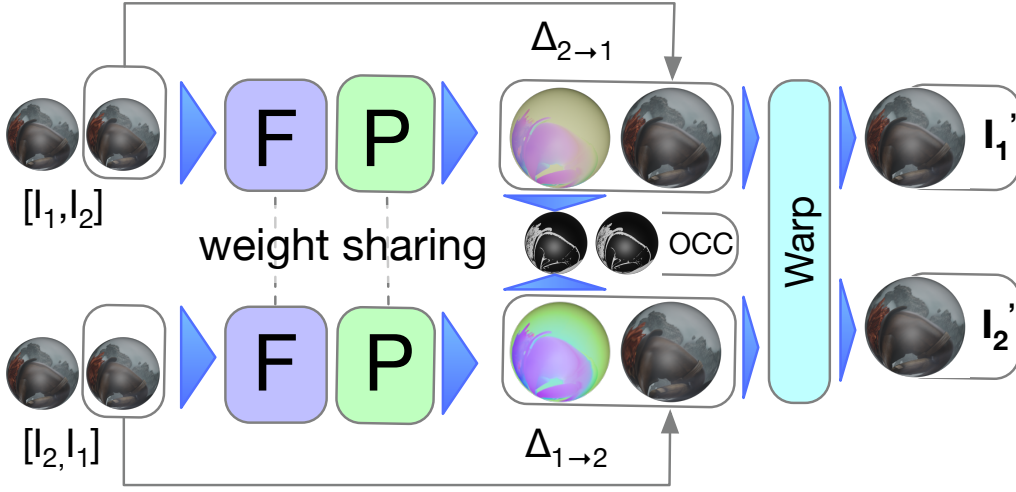 Δ2→1
F P
I1'
[I1,I2]
weight sharing
OCC
Warp
F P
I2'
[I2,I1]
Δ1→2